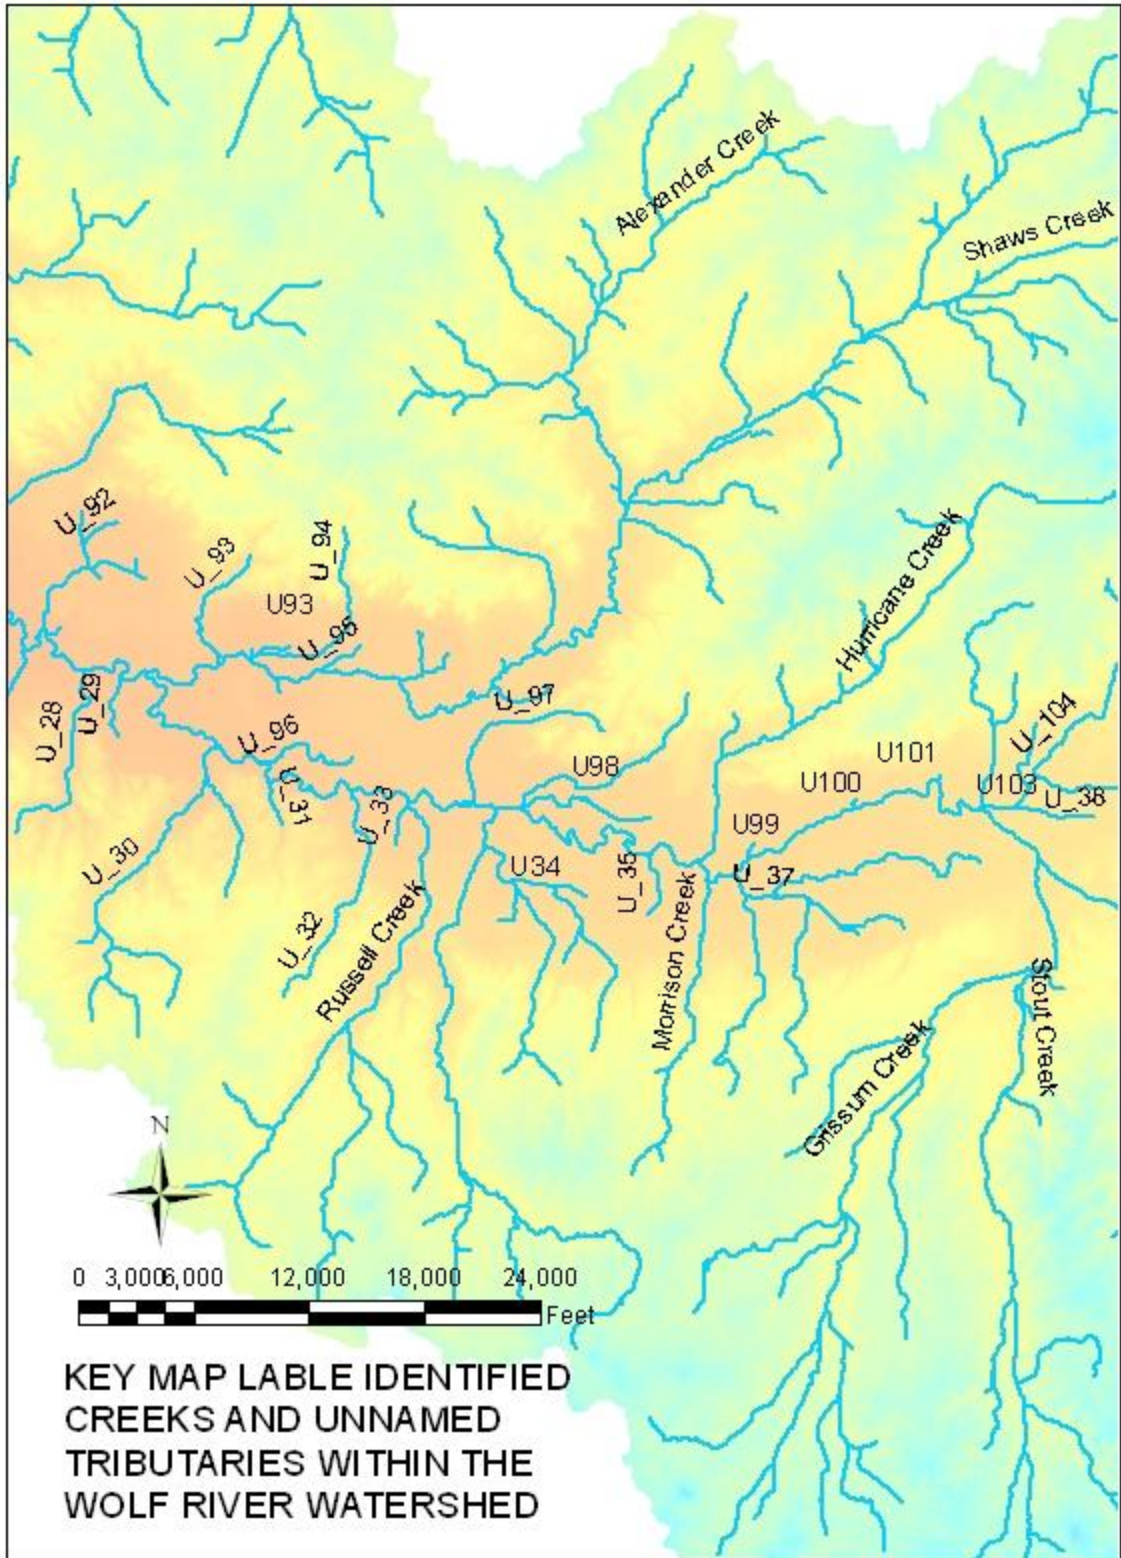 Alexander Creek
Shaws Creek
U_92
U_93
U_94
U93
U_95
Hurricane Creek
U_28
U_29
U_96
U_97
U_31
U_33
U98
U101
U100
U_104
U103
U_38
U99
U_30
U_32
Russell Creek
U34
U_35
Morrison Creek
U_37
Grissum Creek
Stout Creek
N
0 3,000 6,000 12,000 18,000 24,000
Feet
KEY MAP LABLE IDENTIFIED
CREEKS AND UNNAMED
TRIBUTARIES WITHIN THE
WOLF RIVER WATERSHED